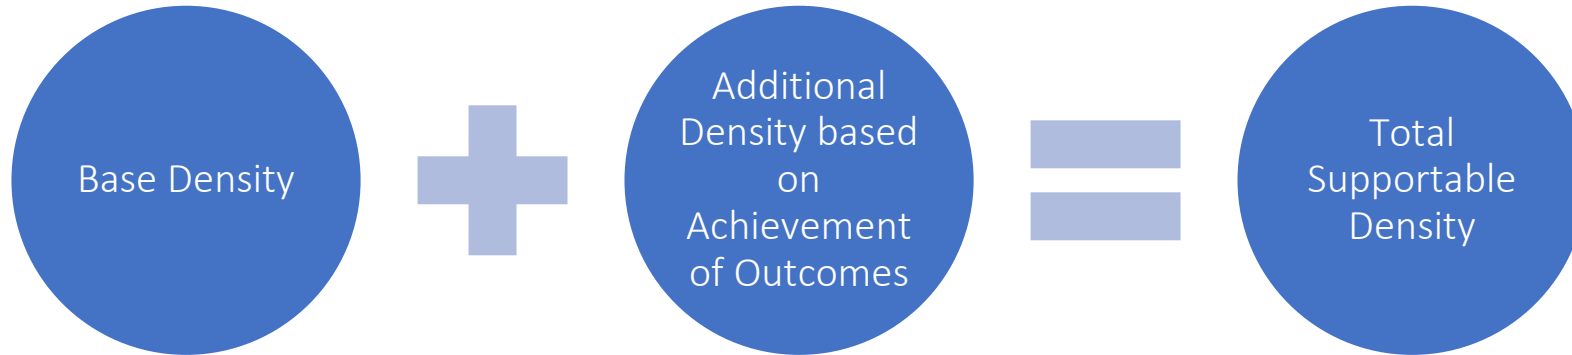 Base Density
Additional
Density based
on
Achievement
of Outcomes
Total
Supportable
Density